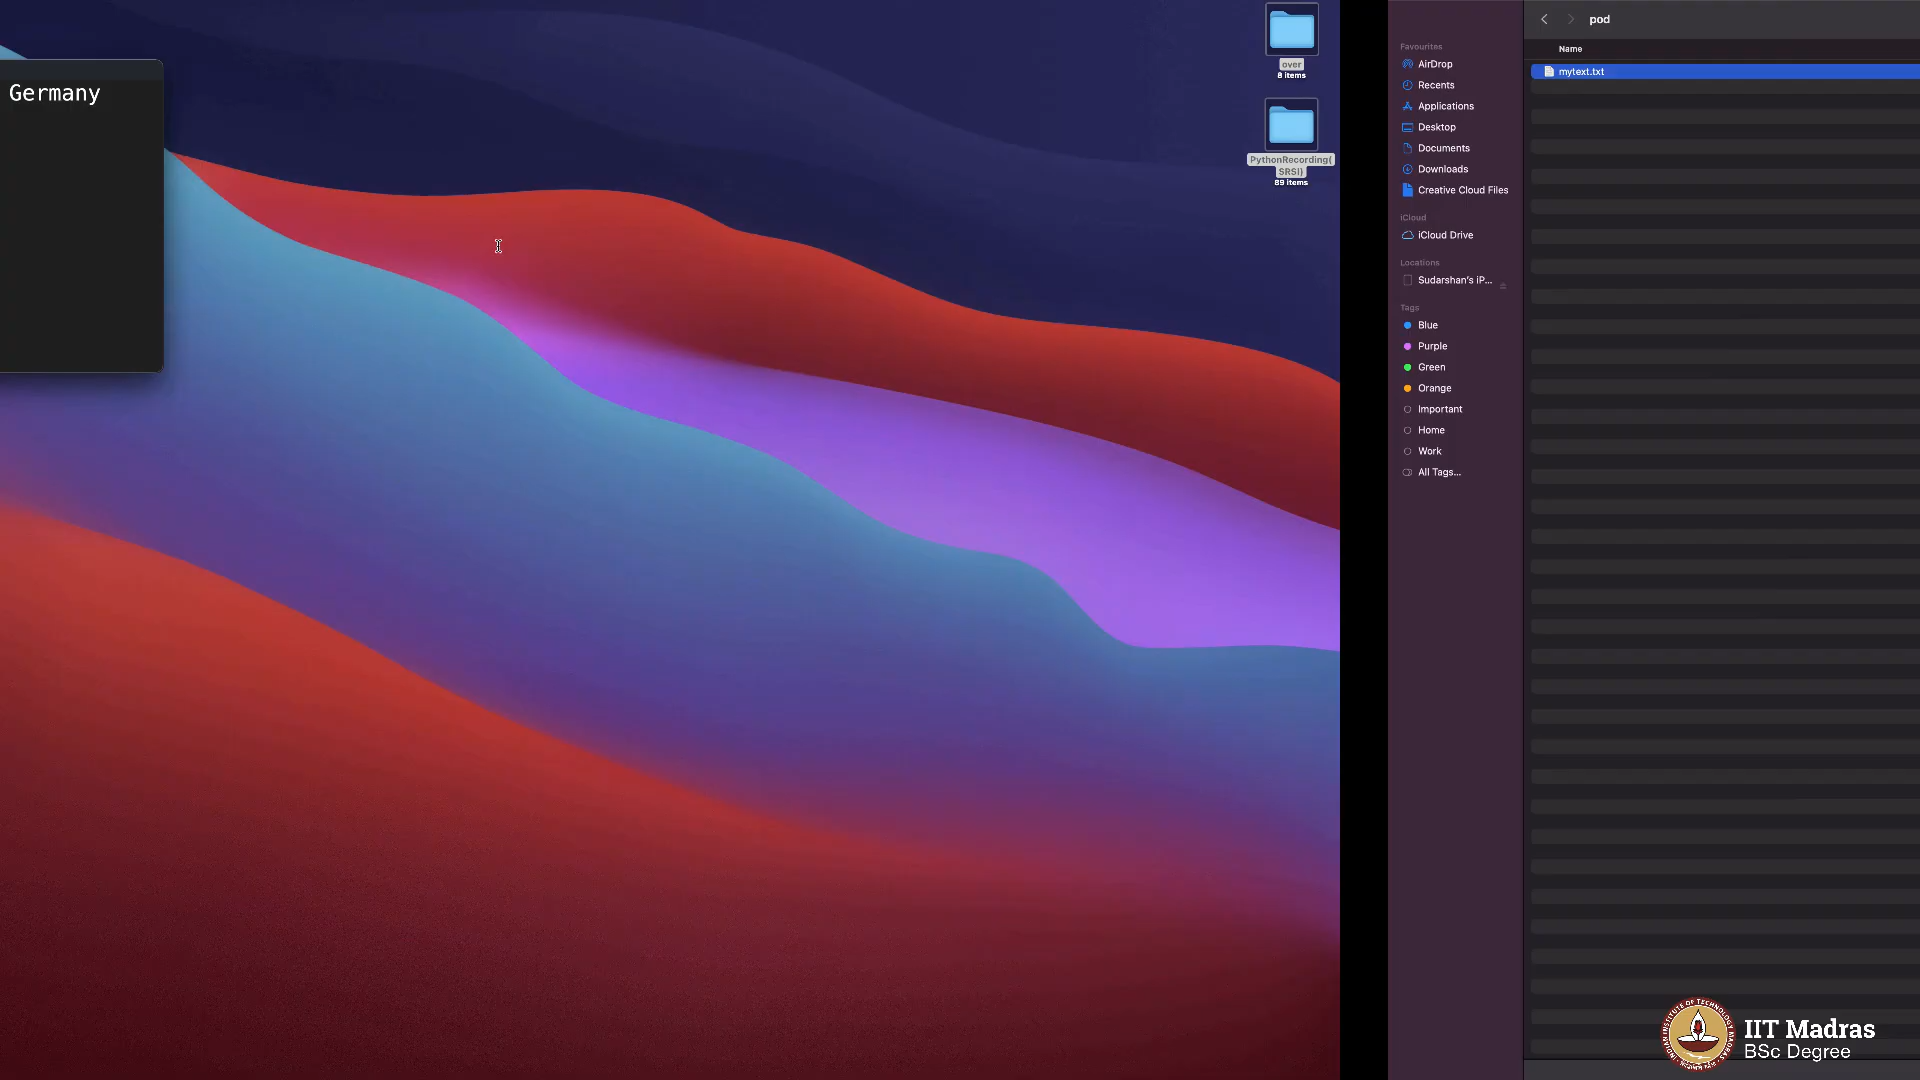 Germany
over
8 items
PythonRecording(
SRSI)
89 items
Favourites
AirDrop
Recents
Applications
Desktop
Documents
Downloads
Creative Cloud Files
iCloud
iCloud Drive
Locations
Sudarshan's iP...
Tags
Blue
Purple
Green
Orange
Important
Home
Work
All Tags...
pod
Name
mytext.txt
IIT Madras
BSc Degree